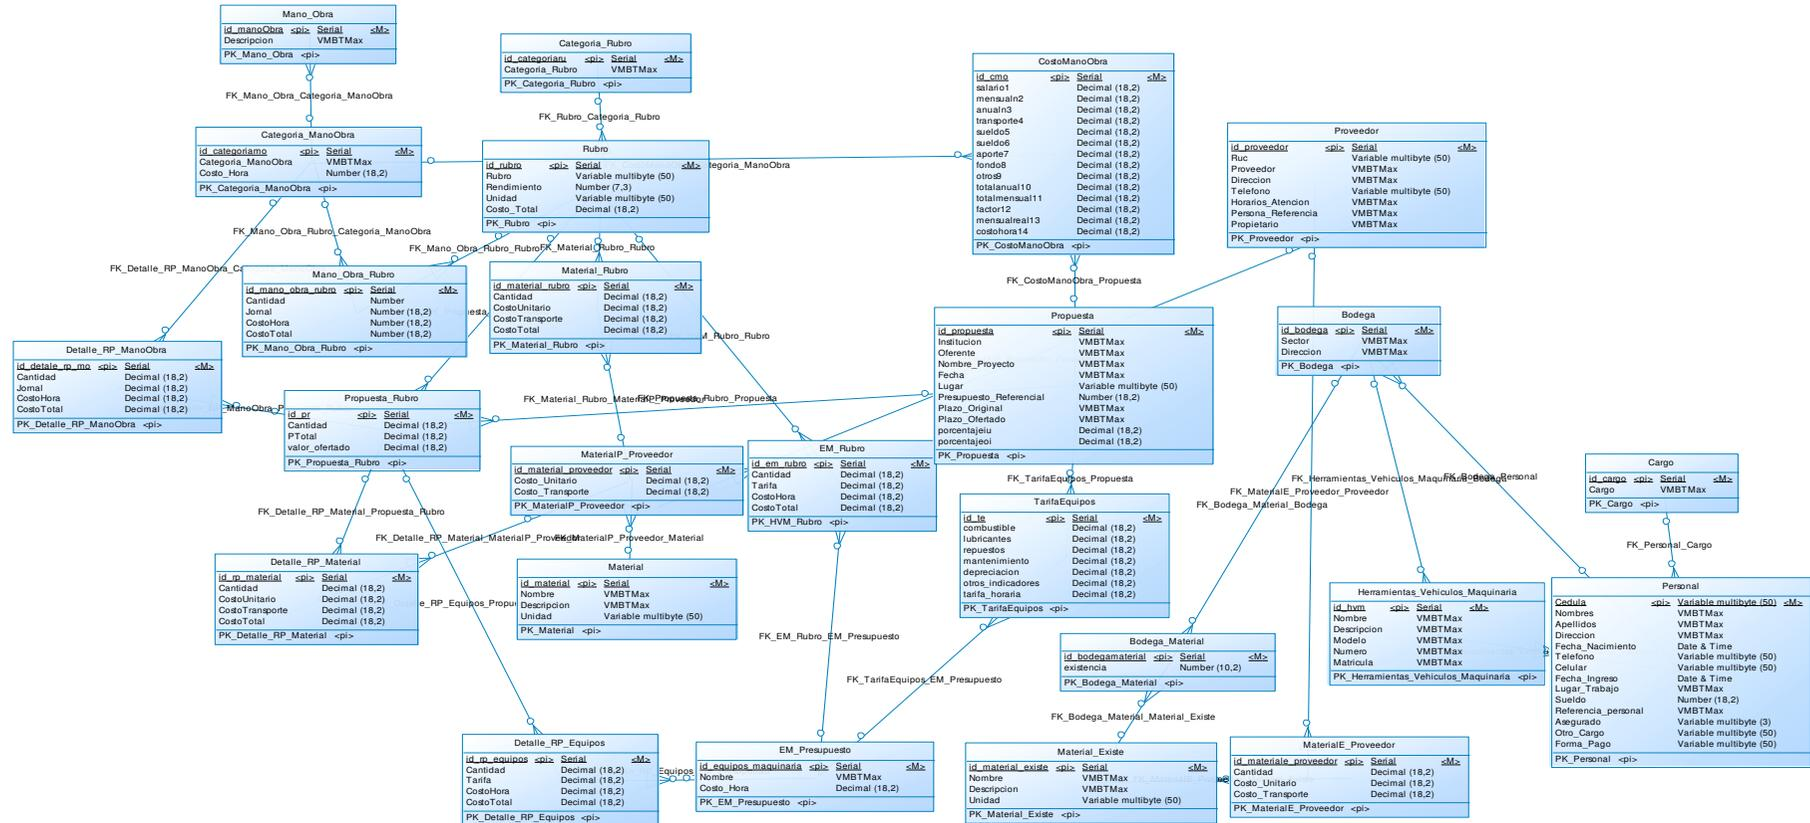 Mano_Obra
id_manoObra <pi> Serial <M>
Descripcion VMBTMax
PK_Mano_Obra <pi>
FK_Mano_Obra_Categoria_ManoObra
Categoria_ManoObra
id_categoriamo <pi> Serial <M>
Categoria_ManoObra VMBTMax
Costo_Hora Number (18,2)
PK_Categoria_ManoObra <pi>
Categoria_Rubro
id_categoriaru <pi> Serial <M>
Categoria_Rubro VMBTMax
PK_Categoria_Rubro <pi>
FK_Rubro_Categoria_Rubro
Rubro
id_rubro <pi> Serial <M>
Rubro Variable multibyte (50)
Rendimiento Number (7,3)
Unidad Variable multibyte (50)
Costo_Total Decimal (18,2)
PK_Rubro <pi>
CostoManoObra
id_cmo <pi> Serial <M>
salario1 Decimal (18,2)
mensualn2 Decimal (18,2)
anualn3 Decimal (18,2)
transporte4 Decimal (18,2)
sueldo5 Decimal (18,2)
sueldo6 Decimal (18,2)
aporte7 Decimal (18,2)
fondo8 Decimal (18,2)
otros9 Decimal (18,2)
totalanual10 Decimal (18,2)
totalmensual11 Decimal (18,2)
factor12 Decimal (18,2)
mensualreal13 Decimal (18,2)
costohora14 Decimal (18,2)
PK_CostoManoObra <pi>
FK_CostoManoObra_Propuesta
Proveedor
id_proveedor <pi> Serial <M>
Ruc Variable multibyte (50)
Proveedor VMBTMax
Direccion VMBTMax
Telefono Variable multibyte (50)
Horarios_Atencion VMBTMax
Persona_Referencia VMBTMax
Propietario VMBTMax
PK_Proveedor <pi>
FK_Mano_Obra_Rubro_Categoria_ManoObra
FK_Mano_Obra_Rubro_Rubro
FK_Material_Rubro_Rubro
Mano_Obra_Rubro
id_mano_obra_rubro <pi> Serial <M>
Cantidad Number
Jornal Number (18,2)
CostoHora Number (18,2)
CostoTotal Number (18,2)
PK_Mano_Obra_Rubro <pi>
Material_Rubro
id_material_rubro <pi> Serial <M>
Cantidad Decimal (18,2)
CostoUnitario Decimal (18,2)
CostoTransporte Decimal (18,2)
CostoTotal Decimal (18,2)
PK_Material_Rubro <pi>
Propuesta
id_propuesta <pi> Serial <M>
Institucion VMBTMax
Oferente VMBTMax
Nombre_Proyecto VMBTMax
Fecha VMBTMax
Lugar Variable multibyte (50)
Presupuesto_Referencial Number (18,2)
Plazo_Original VMBTMax
Plazo_Ofertado VMBTMax
porcentajeiu Decimal (18,2)
porcentajeoi Decimal (18,2)
PK_Propuesta <pi>
Bodega
id_bodega <pi> Serial <M>
Sector VMBTMax
Direccion VMBTMax
PK_Bodega <pi>
Detalle_RP_ManoObra
id_detale_rp_mo <pi> Serial <M>
Cantidad Decimal (18,2)
Jornal Decimal (18,2)
CostoHora Decimal (18,2)
CostoTotal Decimal (18,2)
PK_Detalle_RP_ManoObra <pi>
Propuesta_Rubro
id_pr <pi> Serial <M>
Cantidad Decimal (18,2)
PTotal Decimal (18,2)
valor_ofertado Decimal (18,2)
PK_Propuesta_Rubro <pi>
MaterialP_Proveedor
id_material_proveedor <pi> Serial <M>
Costo_Unitario Decimal (18,2)
Costo_Transporte Decimal (18,2)
PK_MaterialP_Proveedor <pi>
EM_Rubro
id_em_rubro <pi> Serial <M>
Cantidad Decimal (18,2)
Tarifa Decimal (18,2)
CostoHora Decimal (18,2)
CostoTotal Decimal (18,2)
PK_HVM_Rubro <pi>
FK_TarifaEquipos_Propuesta
FK_MaterialE_Proveedor_Proveedor
FK_Bodega_Material_Bodega
Cargo
id_cargo <pi> Serial <M>
Cargo VMBTMax
PK_Cargo <pi>
FK_Personal_Cargo
TarifaEquipos
id_te <pi> Serial <M>
combustible Decimal (18,2)
lubricantes Decimal (18,2)
repuestos Decimal (18,2)
mantenimiento Decimal (18,2)
depreciacion Decimal (18,2)
otros_indicadores Decimal (18,2)
tarifa_horaria Decimal (18,2)
PK_TarifaEquipos <pi>
FK_Detalle_RP_Material_Propuesta_Rubro
Detalle_RP_Material
id_rp_material <pi> Serial <M>
Cantidad Decimal (18,2)
CostoUnitario Decimal (18,2)
CostoTransporte Decimal (18,2)
CostoTotal Decimal (18,2)
PK_Detalle_RP_Material <pi>
Material
id_material <pi> Serial <M>
Nombre VMBTMax
Descripcion VMBTMax
Unidad Variable multibyte (50)
PK_Material <pi>
FK_EM_Rubro_EM_Presupuesto
FK_TarifaEquipos_EM_Presupuesto
Bodega_Material
id_bodegamaterial <pi> Serial <M>
existencia Number (10,2)
PK_Bodega_Material <pi>
FK_Bodega_Material_Material_Existe
Herramientas_Vehiculos_Maquinaria
id_hvm <pi> Serial <M>
Nombre VMBTMax
Descripcion VMBTMax
Modelo VMBTMax
Numero VMBTMax
Matricula VMBTMax
PK_Herramientas_Vehiculos_Maquinaria <pi>
Personal
Cedula <pi> Variable multibyte (50) <M>
Nombres VMBTMax
Apellidos VMBTMax
Direccion VMBTMax
Fecha_Nacimiento Date & Time
Telefono Variable multibyte (50)
Celular Variable multibyte (50)
Fecha_Ingreso Date & Time
Lugar_Trabajo VMBTMax
Sueldo Number (18,2)
Referencia_personal VMBTMax
Asegurado Variable multibyte (3)
Otro_Cargo Variable multibyte (50)
Forma_Pago Variable multibyte (50)
PK_Personal <pi>
Detalle_RP_Equipos
id_rp_equipos <pi> Serial <M>
Cantidad Decimal (18,2)
Tarifa Decimal (18,2)
CostoHora Decimal (18,2)
CostoTotal Decimal (18,2)
PK_Detalle_RP_Equipos <pi>
EM_Presupuesto
id_equipos_maquinaria <pi> Serial <M>
Nombre VMBTMax
Costo_Hora Decimal (18,2)
PK_EM_Presupuesto <pi>
Material_Existe
id_material_existe <pi> Serial <M>
Nombre VMBTMax
Descripcion VMBTMax
Unidad Variable multibyte (50)
PK_Material_Existe <pi>
MaterialE_Proveedor
id_materiale_proveedor <pi> Serial <M>
Cantidad Decimal (18,2)
Costo_Unitario Decimal (18,2)
Costo_Transporte Decimal (18,2)
PK_MaterialE_Proveedor <pi>